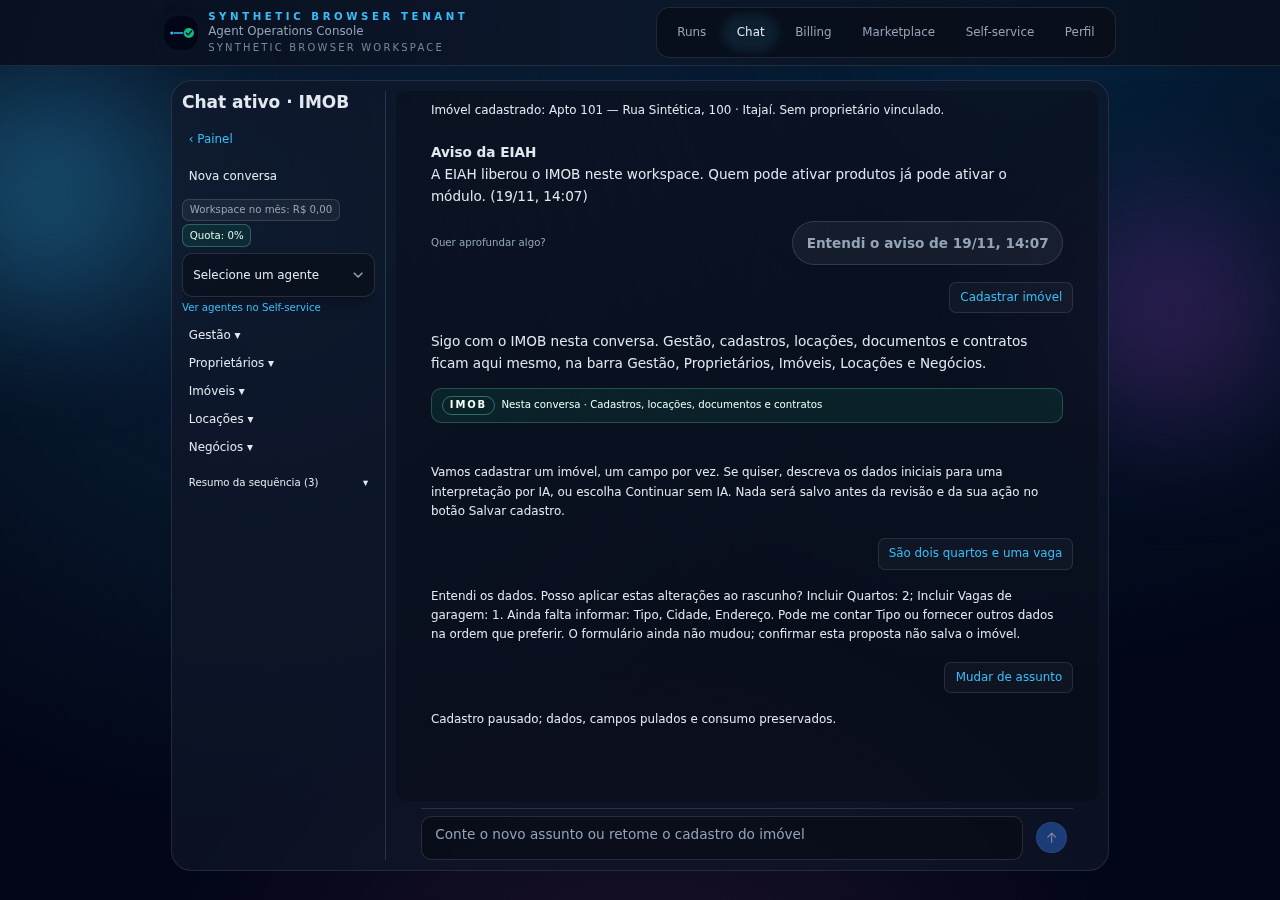 SYNTHETIC BROWSER TENANT
Agent Operations Console
SYNTHETIC BROWSER WORKSPACE
Runs
Chat
Billing
Marketplace
Self-service
Perfil
Chat ativo · IMOB
‹ Painel
Nova conversa
Workspace no mês: R$ 0,00
Quota: 0%
Selecione um agente
Ver agentes no Self-service
Gestão ▾
Proprietários ▾
Imóveis ▾
Locações ▾
Negócios ▾
Resumo da sequência (3) ▾
Imóvel cadastrado: Apto 101 — Rua Sintética, 100 · Itajaí. Sem proprietário vinculado.
Aviso da EIAH
A EIAH liberou o IMOB neste workspace. Quem pode ativar produtos já pode ativar o
módulo. (19/11, 14:07)
Quer aprofundar algo?
Entendi o aviso de 19/11, 14:07
Cadastrar imóvel
Sigo com o IMOB nesta conversa. Gestão, cadastros, locações, documentos e contratos
ficam aqui mesmo, na barra Gestão, Proprietários, Imóveis, Locações e Negócios.
IMOB Nesta conversa · Cadastros, locações, documentos e contratos
Vamos cadastrar um imóvel, um campo por vez. Se quiser, descreva os dados iniciais para uma
interpretação por IA, ou escolha Continuar sem IA. Nada será salvo antes da revisão e da sua ação no
botão Salvar cadastro.
São dois quartos e uma vaga
Entendi os dados. Posso aplicar estas alterações ao rascunho? Incluir Quartos: 2; Incluir Vagas de
garagem: 1. Ainda falta informar: Tipo, Cidade, Endereço. Pode me contar Tipo ou fornecer outros dados
na ordem que preferir. O formulário ainda não mudou; confirmar esta proposta não salva o imóvel.
Mudar de assunto
Cadastro pausado; dados, campos pulados e consumo preservados.
Conte o novo assunto ou retome o cadastro do imóvel